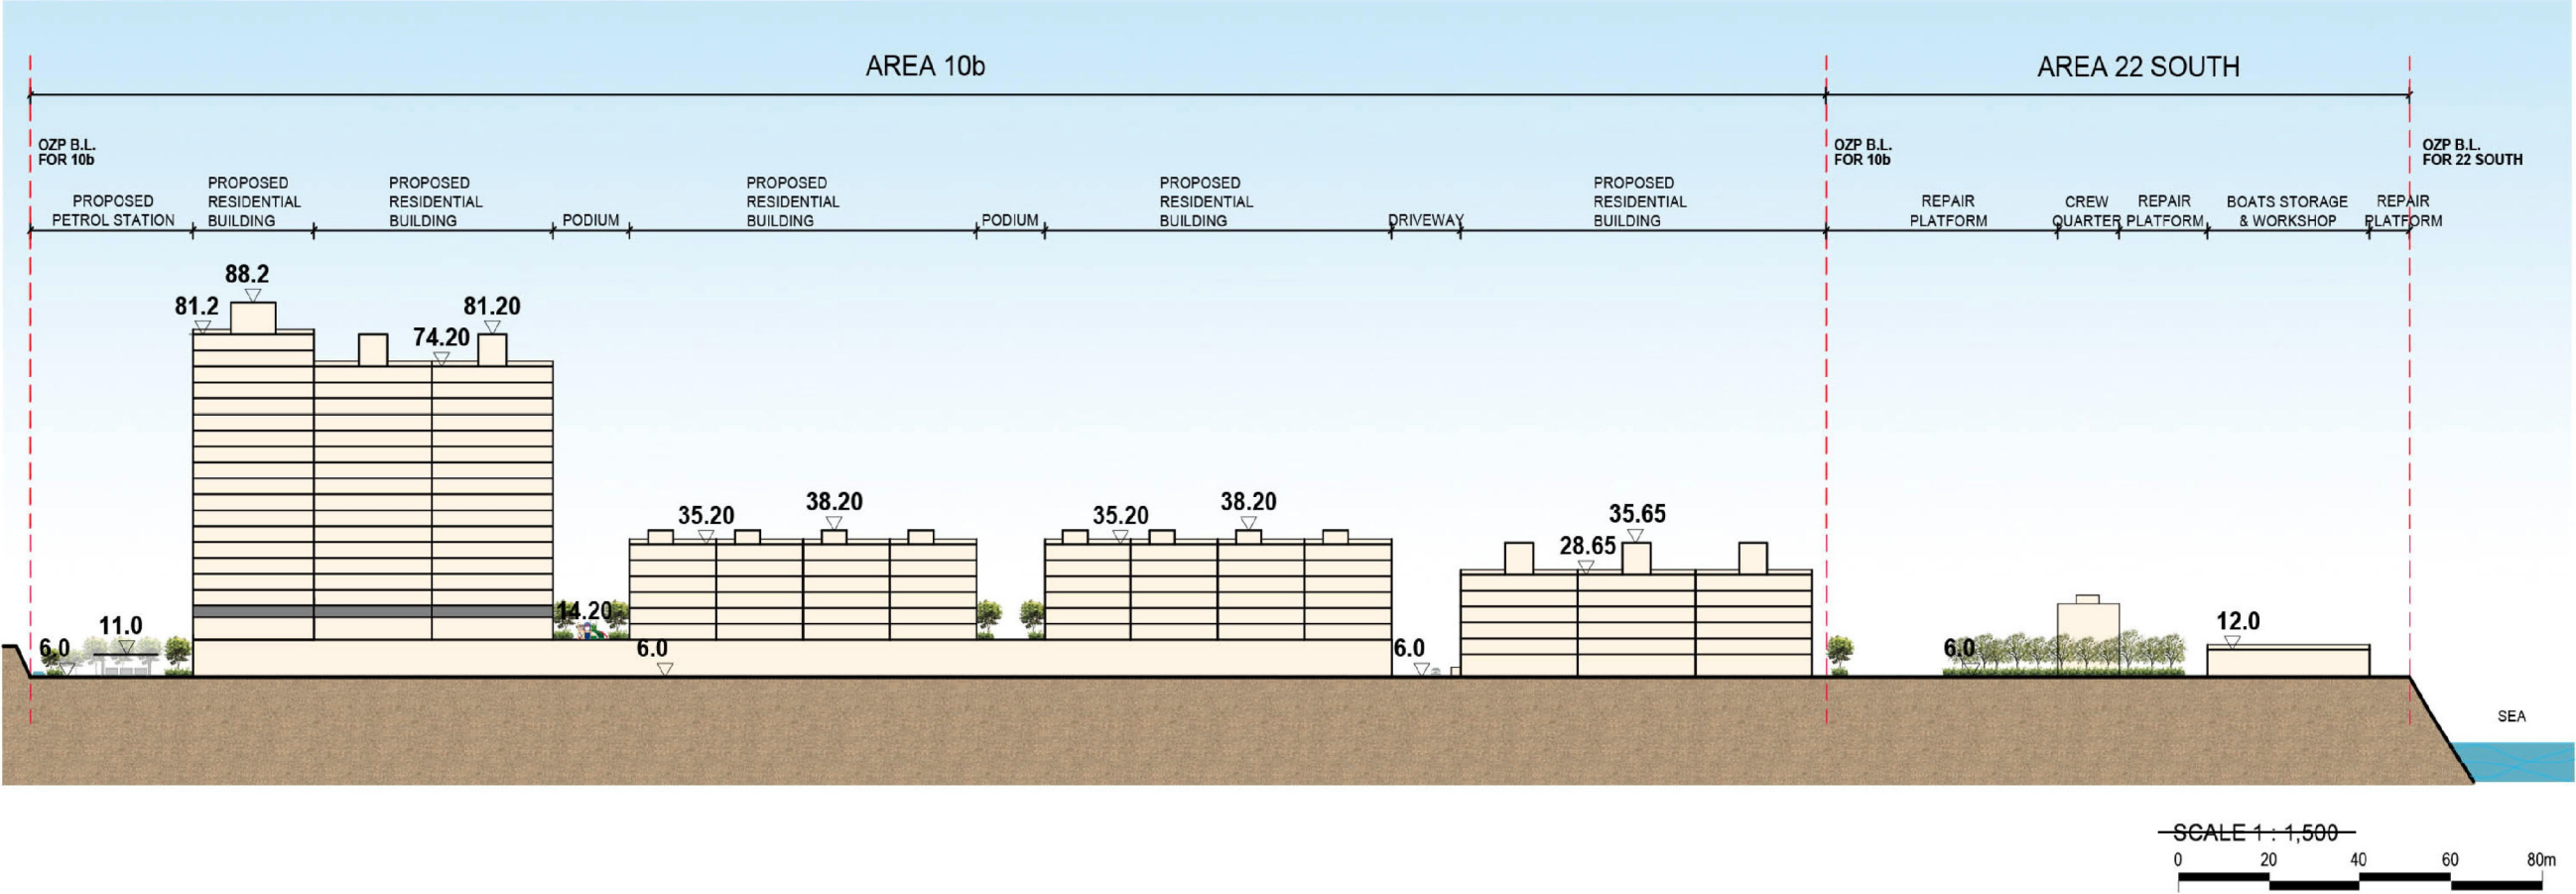 AREA 10b
AREA 22 SOUTH
OZP B.L.
FOR 10b
OZP B.L.
FOR 10b
OZP B.L.
FOR 22 SOUTH
PROPOSED
PETROL STATION
PROPOSED
RESIDENTIAL
BUILDING
PROPOSED
RESIDENTIAL
BUILDING
PODIUM
PROPOSED
RESIDENTIAL
BUILDING
PODIUM
PROPOSED
RESIDENTIAL
BUILDING
DRIVEWAY
PROPOSED
RESIDENTIAL
BUILDING
REPAIR
PLATFORM
CREW
QUARTER
REPAIR
PLATFORM
BOATS STORAGE
& WORKSHOP
REPAIR
PLATFORM
88.2
81.2
81.20
74.20
35.20
38.20
35.20
38.20
35.65
28.65
14.20
11.0
6.0
6.0
6.0
6.0
12.0
SEA
SCALE 1 : 1,500
0 20 40 60 80m